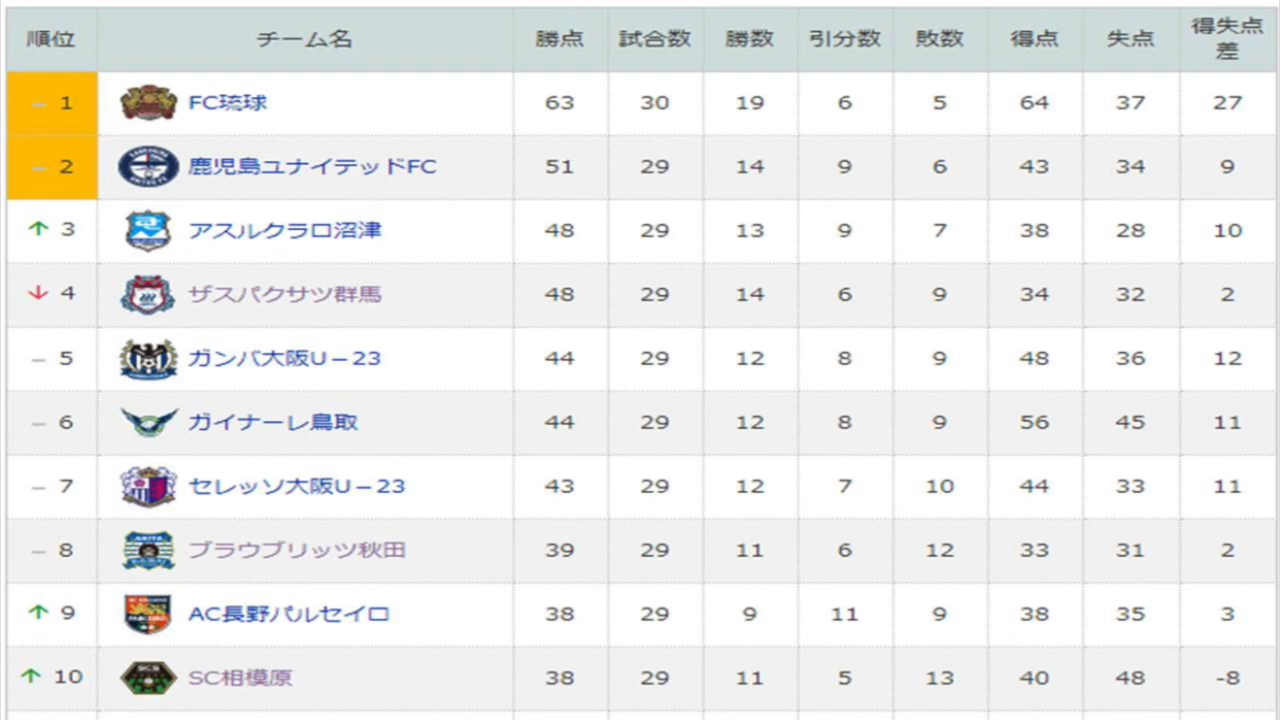 順位 チーム名 勝点 試合数 勝数 引分数 敗数 得点 失点 得失点差
– 1 FC琉球 63 30 19 6 5 64 37 27
– 2 鹿児島ユナイテッドFC 51 29 14 9 6 43 34 9
↑ 3 アスルクラロ沼津 48 29 13 9 7 38 28 10
↓ 4 ザスパクサツ群馬 48 29 14 6 9 34 32 2
– 5 ガンバ大阪U−23 44 29 12 8 9 48 36 12
– 6 ガイナーレ鳥取 44 29 12 8 9 56 45 11
– 7 セレッソ大阪U−23 43 29 12 7 10 44 33 11
– 8 ブラウブリッツ秋田 39 29 11 6 12 33 31 2
↑ 9 AC長野パルセイロ 38 29 9 11 9 38 35 3
↑ 10 SC相模原 38 29 11 5 13 40 48 -8